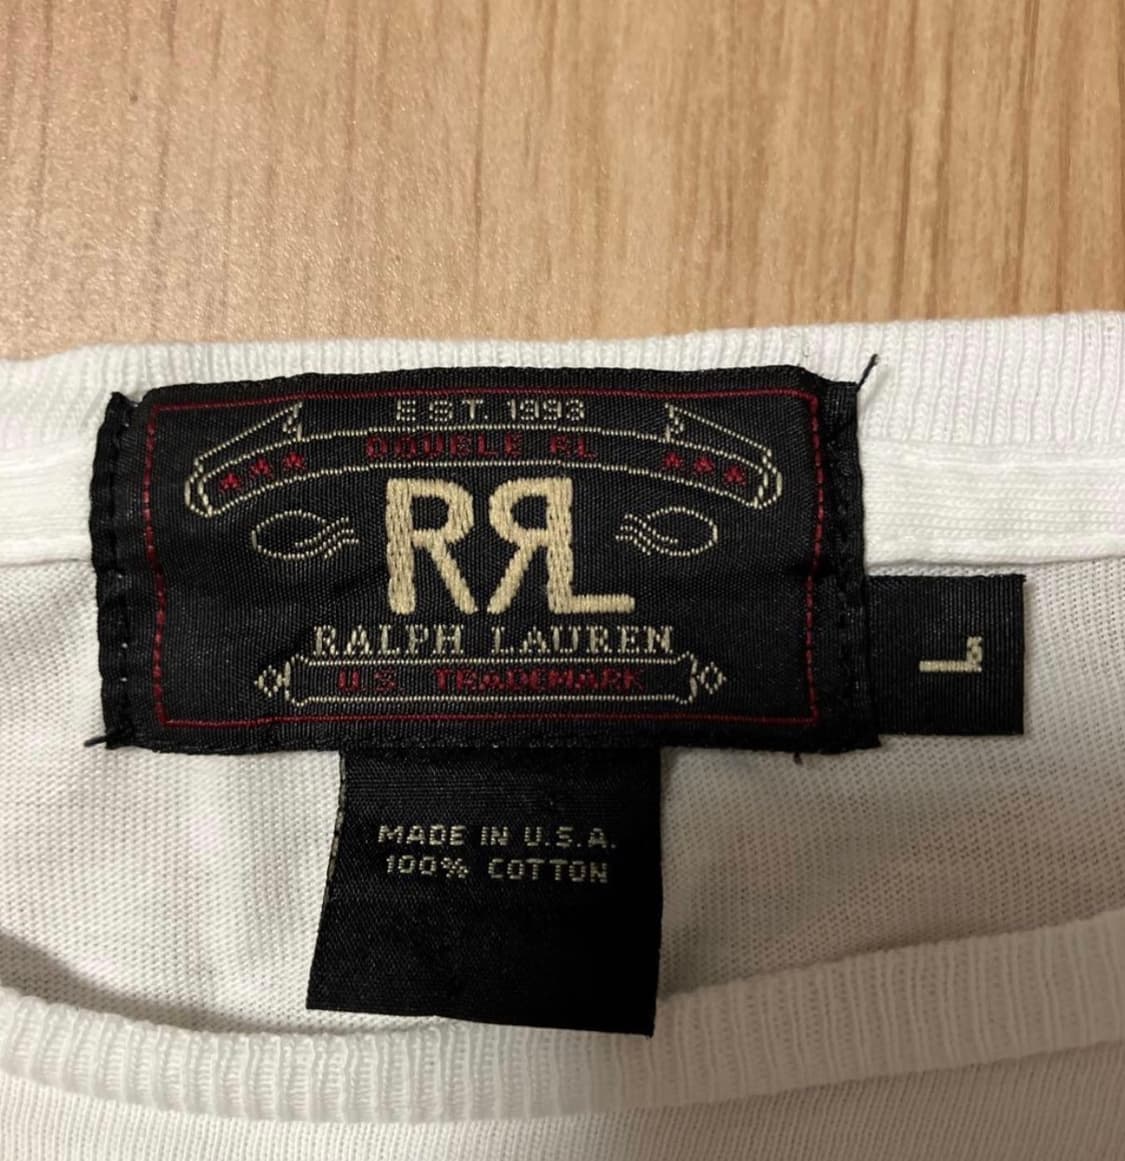 EST. 1993
DOUBLE RL
RRL
RALPH LAUREN
U.S. TRADEMARK
L
MADE IN U.S.A.
100% COTTON